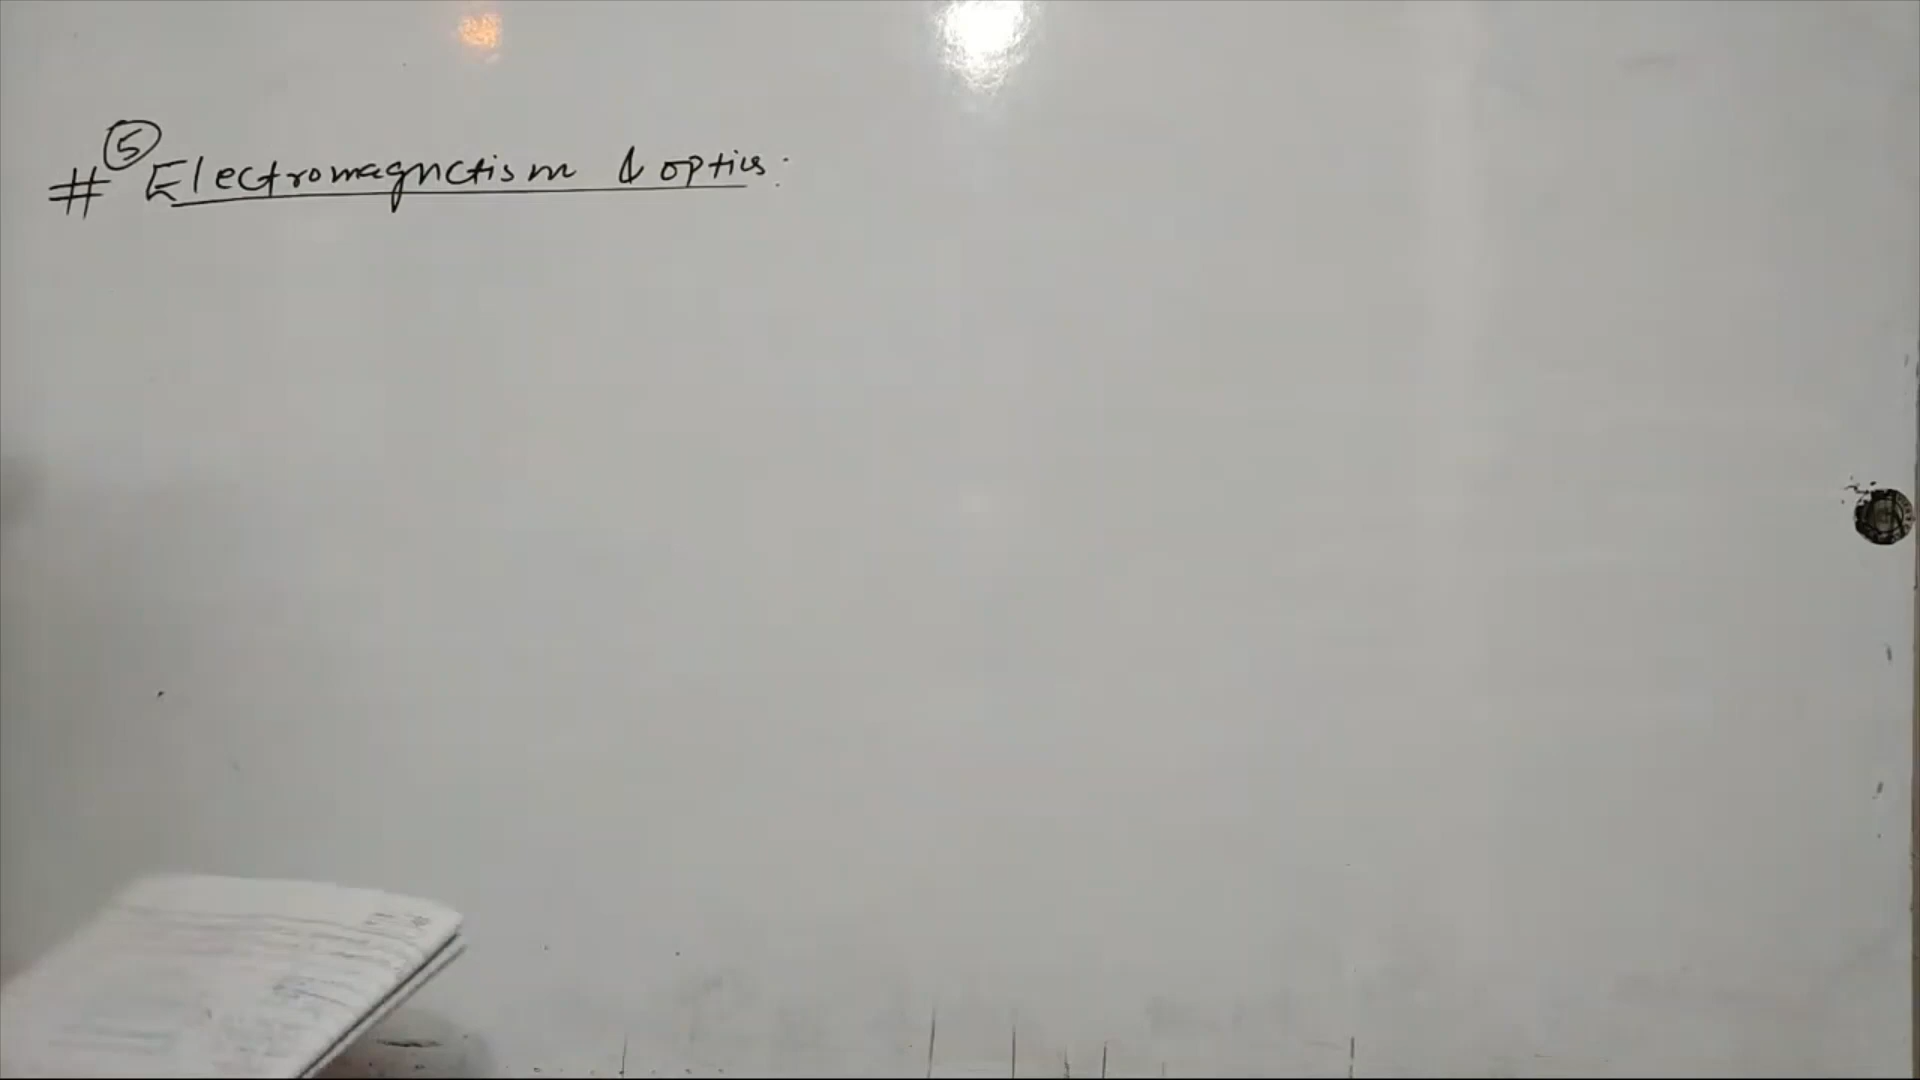 # ⑤ Electromagnetism & optics: